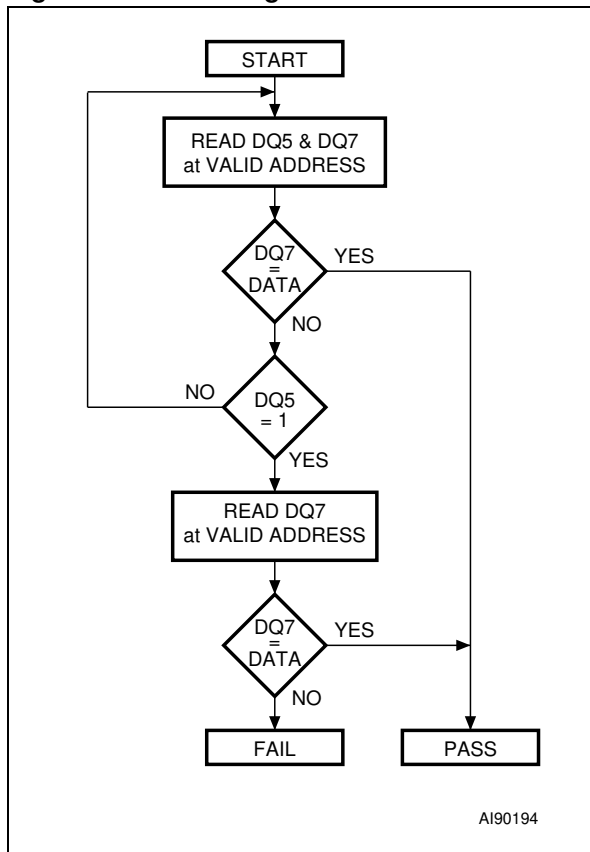 START
READ DQ5 & DQ7
at VALID ADDRESS
DQ7
=
DATA
YES
NO
NO
DQ5
= 1
YES
READ DQ7
at VALID ADDRESS
DQ7
=
DATA
YES
NO
FAIL
PASS
AI90194